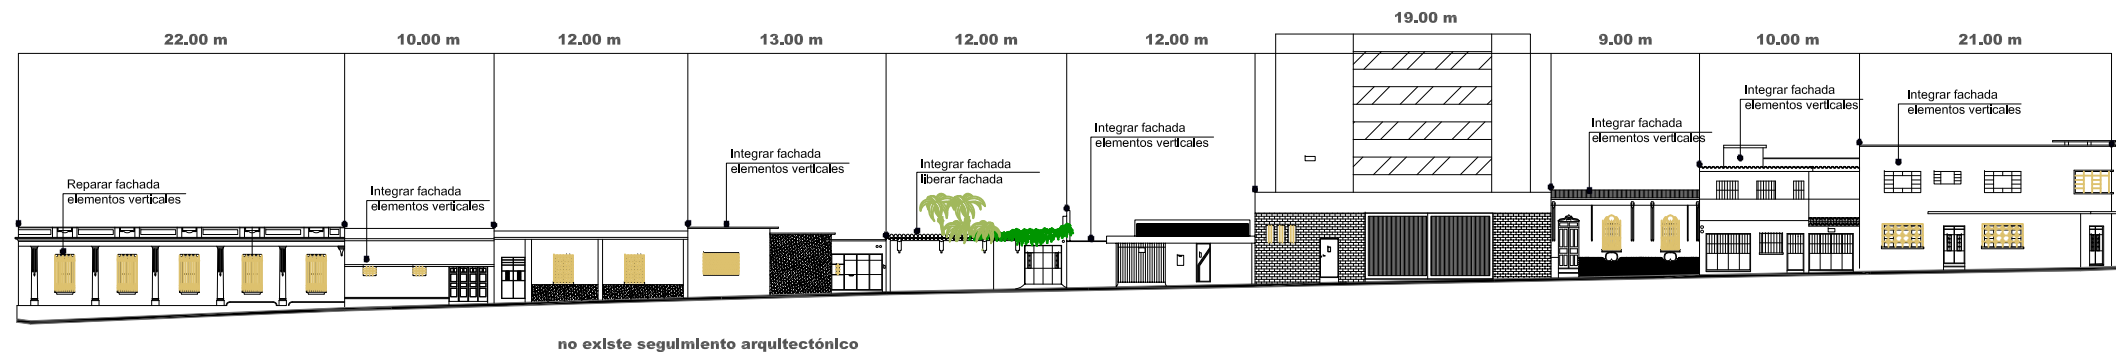 19.00 m
22.00 m
10.00 m
12.00 m
13.00 m
12.00 m
12.00 m
9.00 m
10.00 m
21.00 m
Reparar fachada
elementos verticales
Integrar fachada
elementos verticales
Integrar fachada
elementos verticales
Integrar fachada
liberar fachada
Integrar fachada
elementos verticales
Integrar fachada
elementos verticales
Integrar fachada
elementos verticales
Integrar fachada
elementos verticales
no existe seguimiento arquitectónico